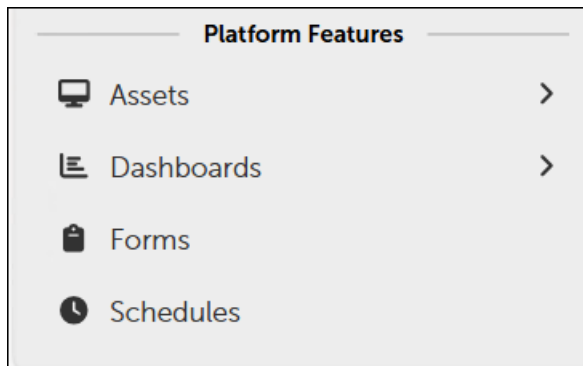 Platform Features
Assets
Dashboards
Forms
Schedules